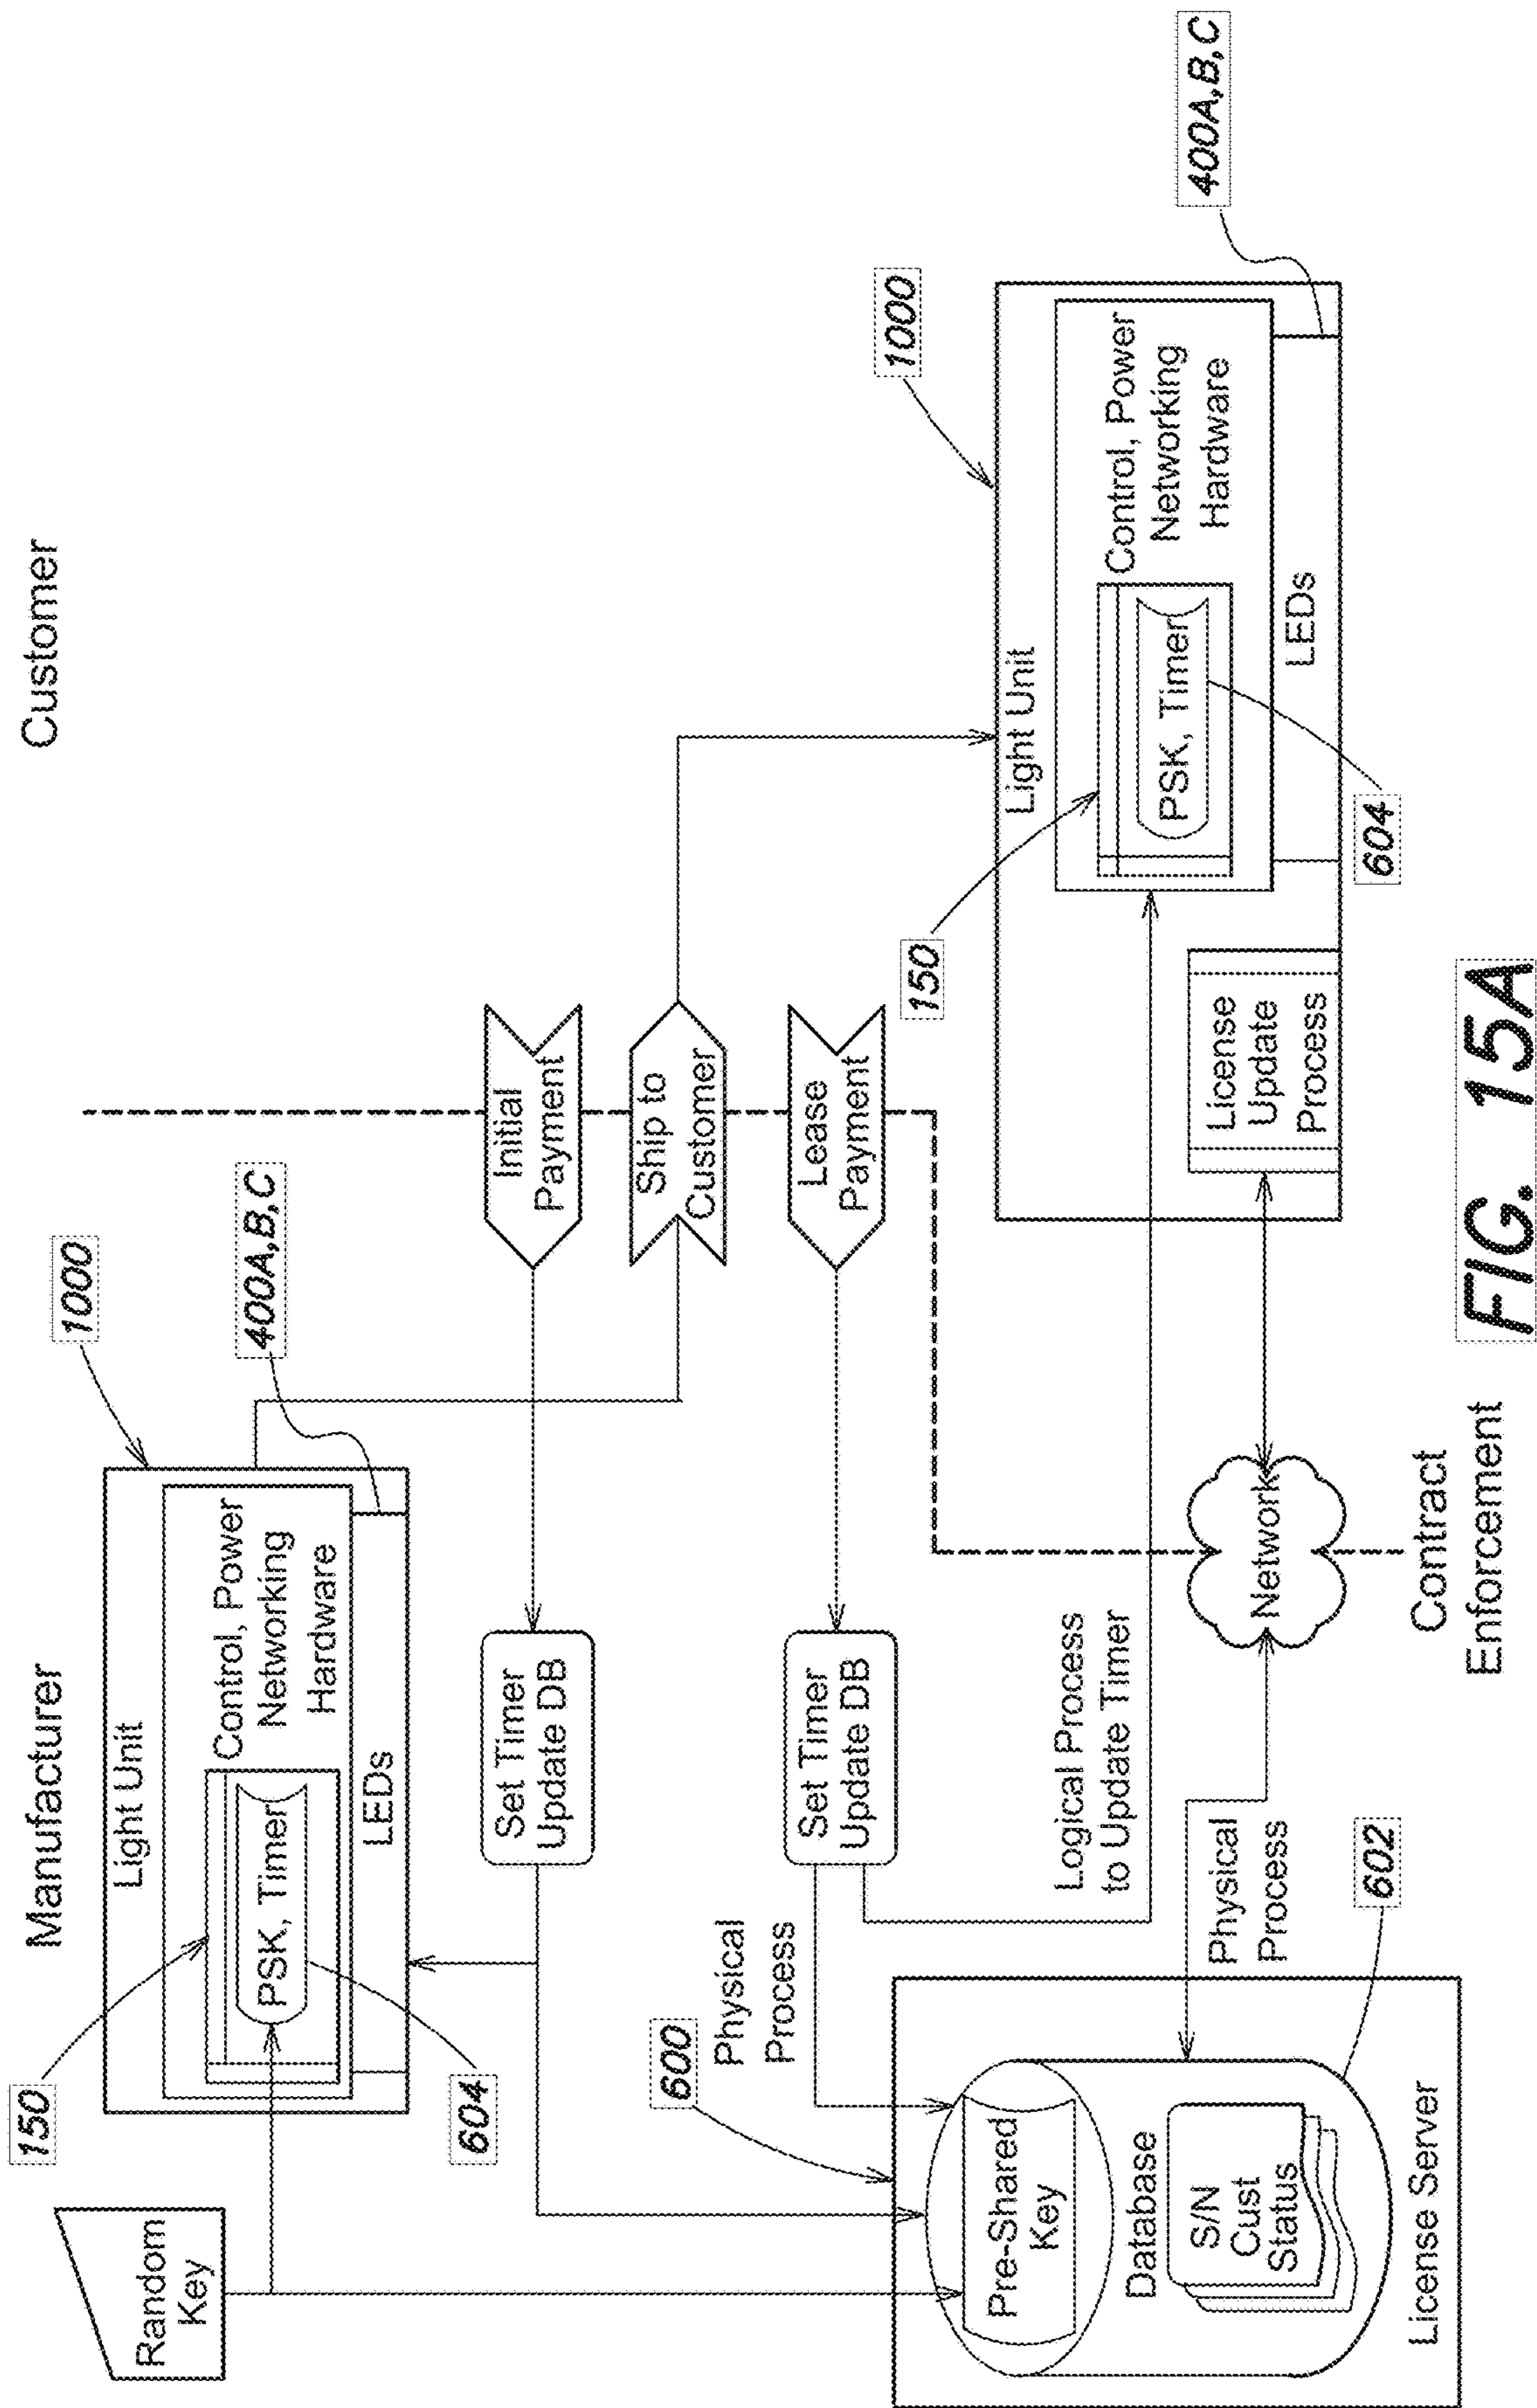 Manufacturer
Customer
Random
Key
150
Light Unit
1000
Control, Power
Networking
Hardware
PSK, Timer
LEDs
604
400A,B,C
Set Timer
Update DB
Initial
Payment
Ship to
Customer
Set Timer
Update DB
Lease
Payment
Physical
Process
600
Pre-Shared
Key
Database
S/N
Cust
Status
License Server
602
Logical Process
to Update Timer
Physical
Process
Network
Contract
Enforcement
Light Unit
1000
150
Control, Power
Networking
Hardware
PSK, Timer
LEDs
604
400A,B,C
License
Update
Process
FIG. 15A